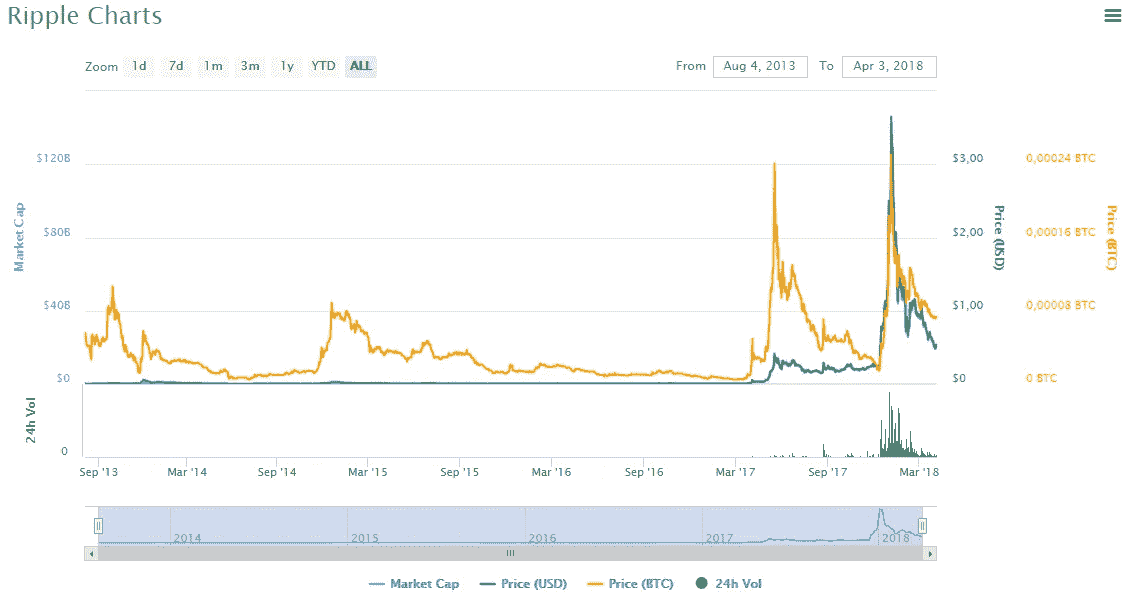 Ripple Charts
Zoom 1d 7d 1m 3m 1y YTD ALL
From Aug 4, 2013 To Apr 3, 2018
Market Cap
$120B
$80B
$40B
$0
24h Vol
0
$3,00
$2,00
$1,00
$0
Price (USD)
0,00024 BTC
0,00016 BTC
0,00008 BTC
0 BTC
Price (BTC)
Sep '13 Mar '14 Sep '14 Mar '15 Sep '15 Mar '16 Sep '16 Mar '17 Sep '17 Mar '18
2014 2015 2016 2017 2018
Market Cap Price (USD) Price (BTC) 24h Vol